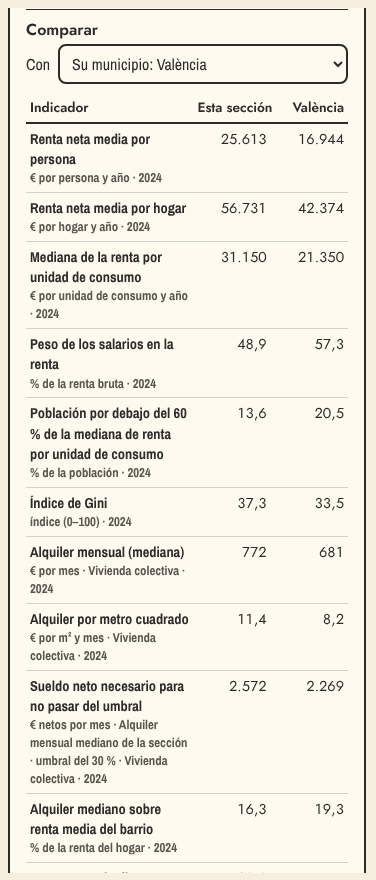 Comparar
Con Su municipio: València
Indicador Esta sección València
Renta neta media por 25.613 16.944
persona
€ por persona y año · 2024
Renta neta media por hogar 56.731 42.374
€ por hogar y año · 2024
Mediana de la renta por 31.150 21.350
unidad de consumo
€ por unidad de consumo y año
· 2024
Peso de los salarios en la 48,9 57,3
renta
% de la renta bruta · 2024
Población por debajo del 60 13,6 20,5
% de la mediana de renta
por unidad de consumo
% de la población · 2024
Índice de Gini 37,3 33,5
índice (0–100) · 2024
Alquiler mensual (mediana) 772 681
€ por mes · Vivienda colectiva ·
2024
Alquiler por metro cuadrado 11,4 8,2
€ por m² y mes · Vivienda
colectiva · 2024
Sueldo neto necesario para 2.572 2.269
no pasar del umbral
€ netos por mes · Alquiler
mensual mediano de la sección
· umbral del 30 % · Vivienda
colectiva · 2024
Alquiler mediano sobre 16,3 19,3
renta media del barrio
% de la renta del hogar · 2024